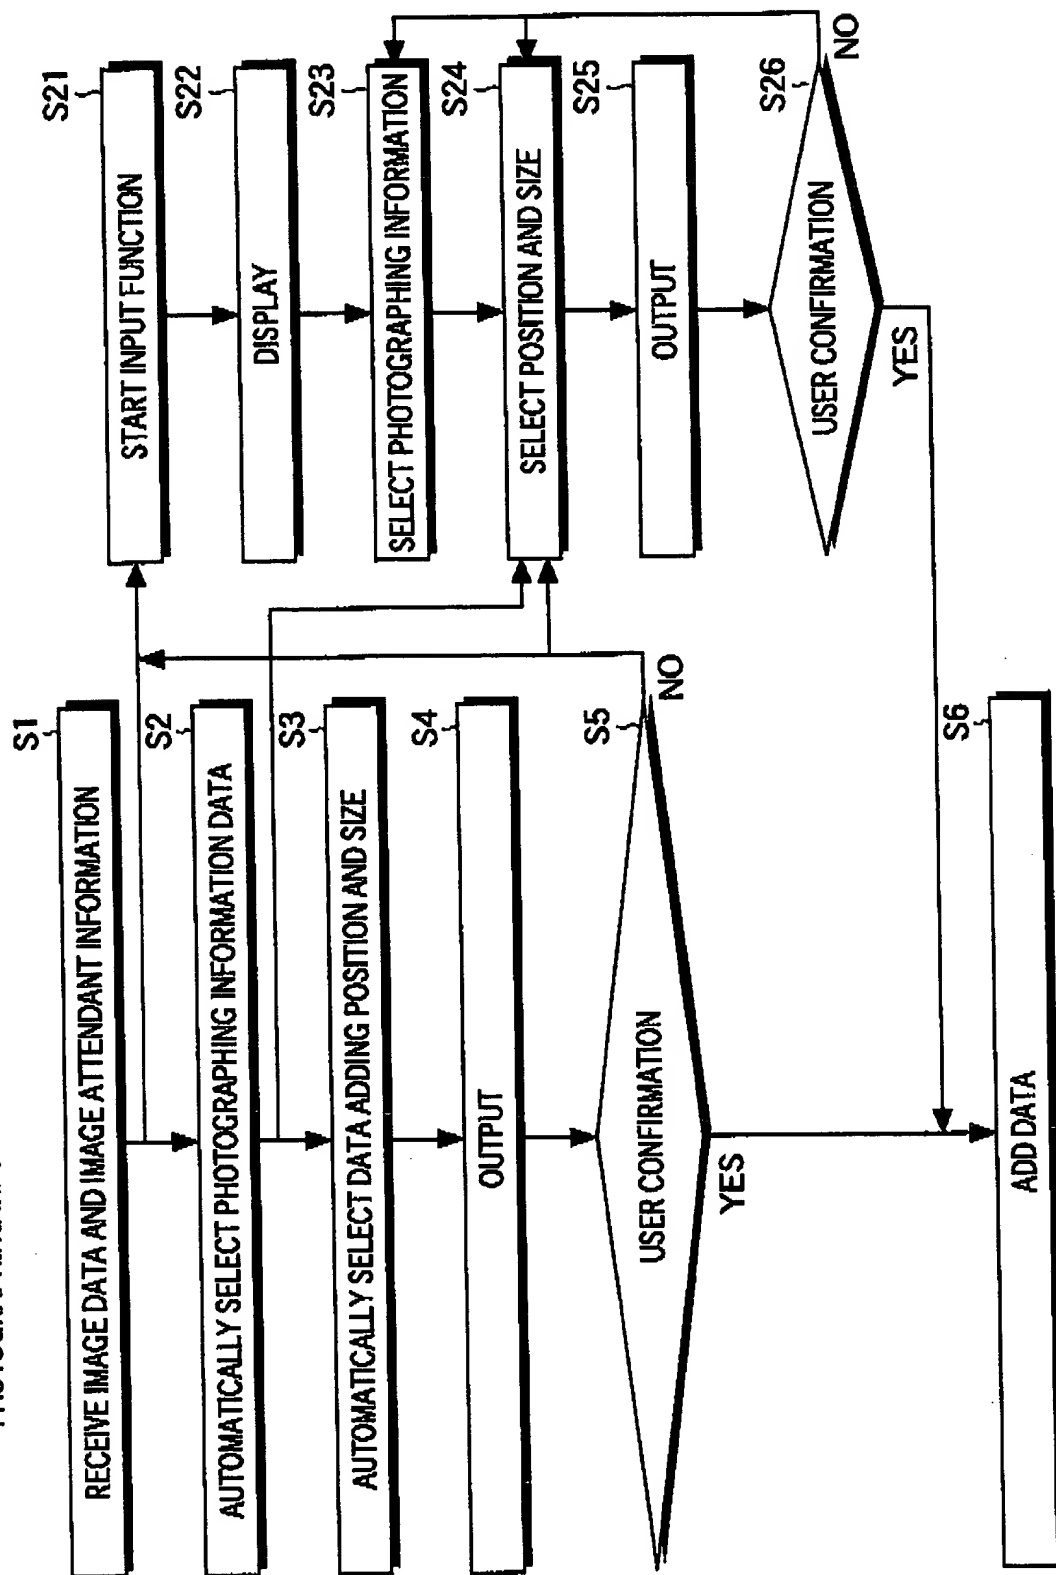 S1
RECEIVE IMAGE DATA AND IMAGE ATTENDANT INFORMATION
S2
AUTOMATICALLY SELECT PHOTOGRAPHING INFORMATION DATA
S3
AUTOMATICALLY SELECT DATA ADDING POSITION AND SIZE
S4
OUTPUT
S5
USER CONFIRMATION
NO
YES
S6
ADD DATA
S21
START INPUT FUNCTION
S22
DISPLAY
S23
SELECT PHOTOGRAPHING INFORMATION
S24
SELECT POSITION AND SIZE
S25
OUTPUT
S26
USER CONFIRMATION
NO
YES